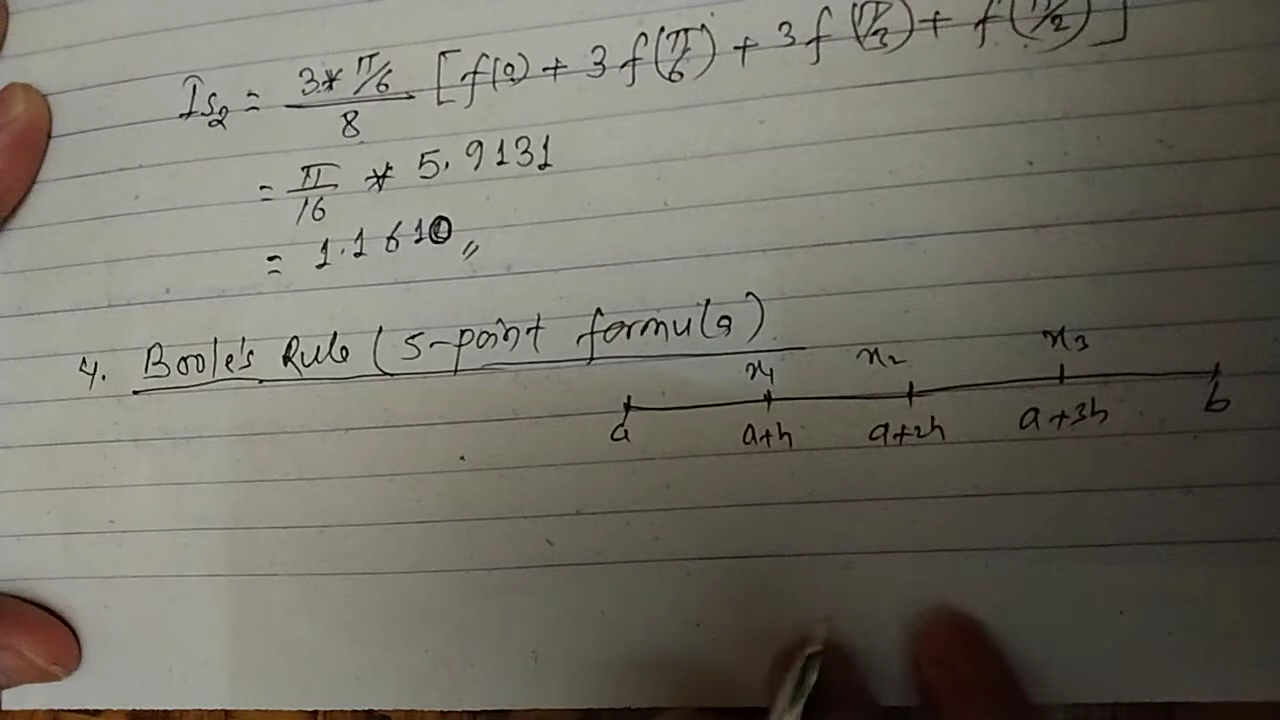 Is₂ = 3*π/6 / 8 [f(0) + 3f(π/6) + 3f(π/3) + f(π/2)]
= π/16 * 5.9131
= 1.1610,,
4. Boole's Rule (5-point formula)
x1 x2 x3
a a+h a+2h a+3h b